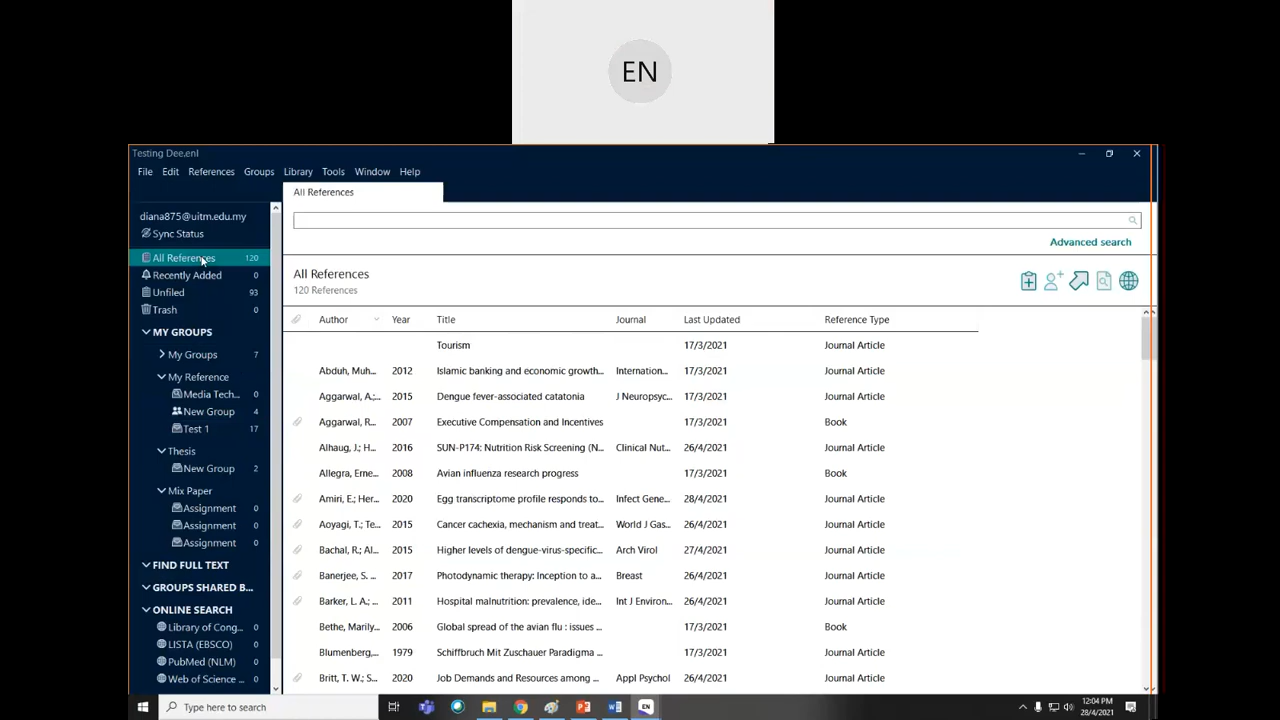 EN
Testing Dee.enl
File Edit References Groups Library Tools Window Help
All References
diana875@uitm.edu.my
Sync Status
All References 120
Recently Added 0
Unfiled 93
Trash 0
MY GROUPS
My Groups 7
My Reference
Media Tech... 0
New Group 4
Test 1 17
Thesis
New Group 2
Mix Paper
Assignment 0
Assignment 0
Assignment 0
FIND FULL TEXT
GROUPS SHARED B...
ONLINE SEARCH
Library of Cong... 0
LISTA (EBSCO) 0
PubMed (NLM) 0
Web of Science ... 0
Advanced search
All References
120 References
Author Year Title Journal Last Updated Reference Type
Tourism 17/3/2021 Journal Article
Abduh, Muh... 2012 Islamic banking and economic growth... Internation... 17/3/2021 Journal Article
Aggarwal, A.;... 2015 Dengue fever-associated catatonia J Neuropsyc... 17/3/2021 Journal Article
Aggarwal, R... 2007 Executive Compensation and Incentives 17/3/2021 Book
Alhaug, J.; H... 2016 SUN-P174: Nutrition Risk Screening (N... Clinical Nut... 26/4/2021 Journal Article
Allegra, Erne... 2008 Avian influenza research progress 17/3/2021 Book
Amiri, E.; Her... 2020 Egg transcriptome profile responds to... Infect Gene... 28/4/2021 Journal Article
Aoyagi, T.; Te... 2015 Cancer cachexia, mechanism and treat... World J Gas... 26/4/2021 Journal Article
Bachal, R.; Al... 2015 Higher levels of dengue-virus-specific... Arch Virol 27/4/2021 Journal Article
Banerjee, S. ... 2017 Photodynamic therapy: Inception to a... Breast 26/4/2021 Journal Article
Barker, L. A.; ... 2011 Hospital malnutrition: prevalence, ide... Int J Environ... 26/4/2021 Journal Article
Bethe, Marily... 2006 Global spread of the avian flu : issues ... 17/3/2021 Book
Blumenberg,... 1979 Schiffbruch Mit Zuschauer Paradigma ... 17/3/2021 Journal Article
Britt, T. W.; S... 2020 Job Demands and Resources among ... Appl Psychol 26/4/2021 Journal Article
Type here to search
EN
12:04 PM
28/4/2021